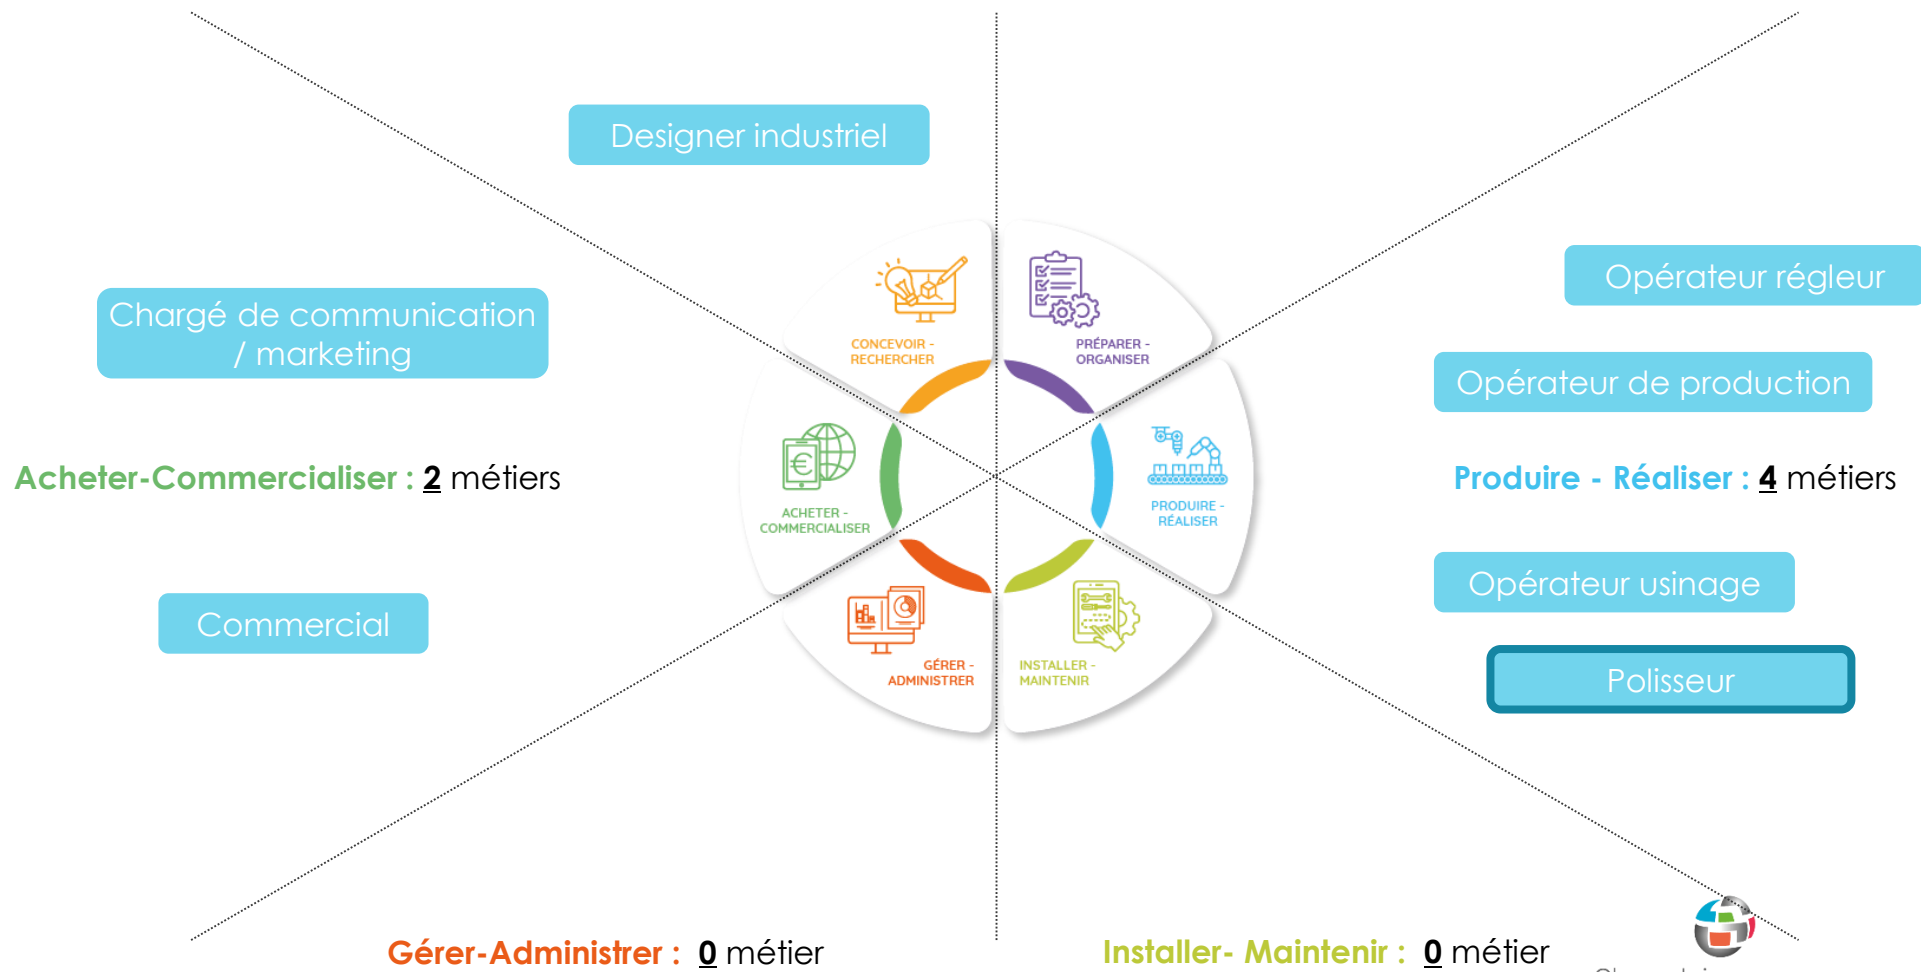 Designer industriel
Opérateur régleur
Chargé de communication
/ marketing
CONCEVOIR -
RECHERCHER
PRÉPARER -
ORGANISER
Opérateur de production
Acheter-Commercialiser : 2 métiers
Produire - Réaliser : 4 métiers
ACHETER -
COMMERCIALISER
PRODUIRE -
RÉALISER
Opérateur usinage
Commercial
GÉRER -
ADMINISTRER
INSTALLER -
MAINTENIR
Polisseur
Gérer-Administrer : 0 métier
Installer- Maintenir : 0 métier